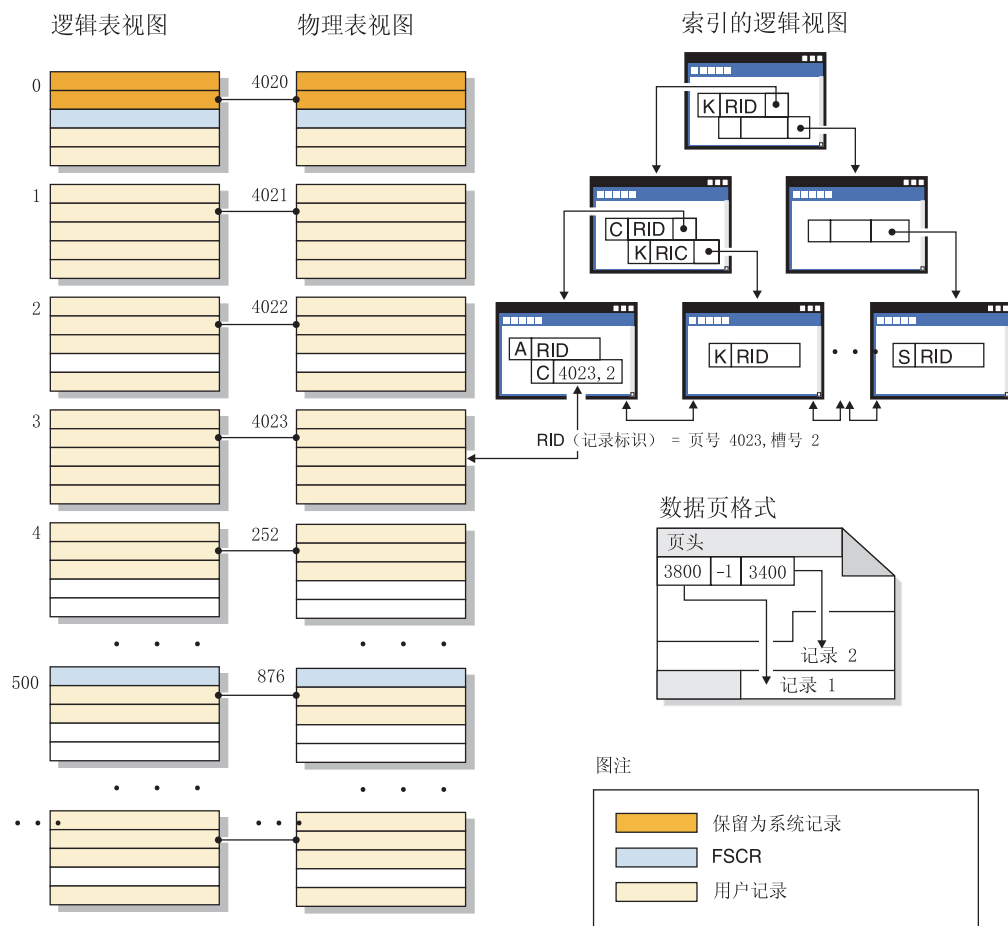 逻辑表视图
物理表视图
索引的逻辑视图
0
4020
1
4021
2
4022
3
4023
4
252
500
876
K RID
C RID
K RIC
A RID
C 4023,2
K RID
S RID
RID（记录标识） = 页号 4023,槽号 2
数据页格式
页头
3800 -1 3400
记录 2
记录 1
图注
保留为系统记录
FSCR
用户记录